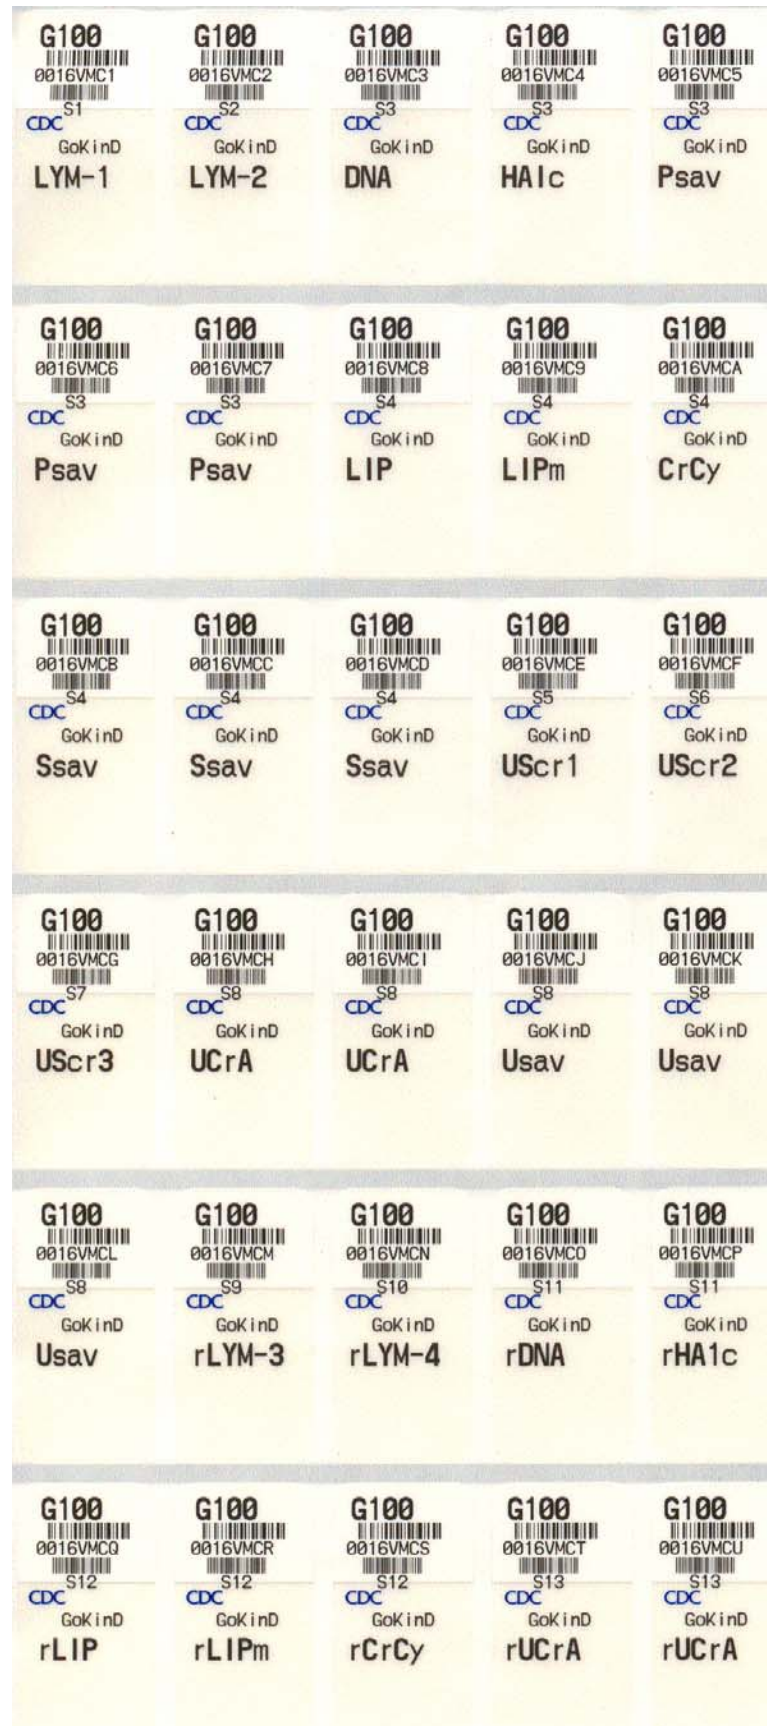 G100 G100 G100 G100 G100
0016VMC1 0016VMC2 0016VMC3 0016VMC4 0016VMC5
S1 S2 S3 S3 S3
CDC CDC CDC CDC CDC
GoKinD GoKinD GoKinD GoKinD GoKinD
LYM-1 LYM-2 DNA HAlc Psav
G100 G100 G100 G100 G100
0016VMC6 0016VMC7 0016VMC8 0016VMC9 0016VMCA
S3 S3 S4 S4 S4
CDC CDC CDC CDC CDC
GoKinD GoKinD GoKinD GoKinD GoKinD
Psav Psav LIP LIPm CrCy
G100 G100 G100 G100 G100
0016VMCB 0016VMCC 0016VMCD 0016VMCE 0016VMCF
S4 S4 S4 S5 S6
CDC CDC CDC CDC CDC
GoKinD GoKinD GoKinD GoKinD GoKinD
Ssav Ssav Ssav UScr1 UScr2
G100 G100 G100 G100 G100
0016VMCG 0016VMCH 0016VMCI 0016VMCJ 0016VMCK
S7 S8 S8 S8 S8
CDC CDC CDC CDC CDC
GoKinD GoKinD GoKinD GoKinD GoKinD
UScr3 UCrA UCrA Usav Usav
G100 G100 G100 G100 G100
0016VMCL 0016VMCM 0016VMCN 0016VMCO 0016VMCP
S8 S9 S10 S11 S11
CDC CDC CDC CDC CDC
GoKinD GoKinD GoKinD GoKinD GoKinD
Usav rLYM-3 rLYM-4 rDNA rHA1c
G100 G100 G100 G100 G100
0016VMCQ 0016VMCR 0016VMCS 0016VMCT 0016VMCU
S12 S12 S12 S13 S13
CDC CDC CDC CDC CDC
GoKinD GoKinD GoKinD GoKinD GoKinD
rLIP rLIPm rCrCy rUCrA rUCrA